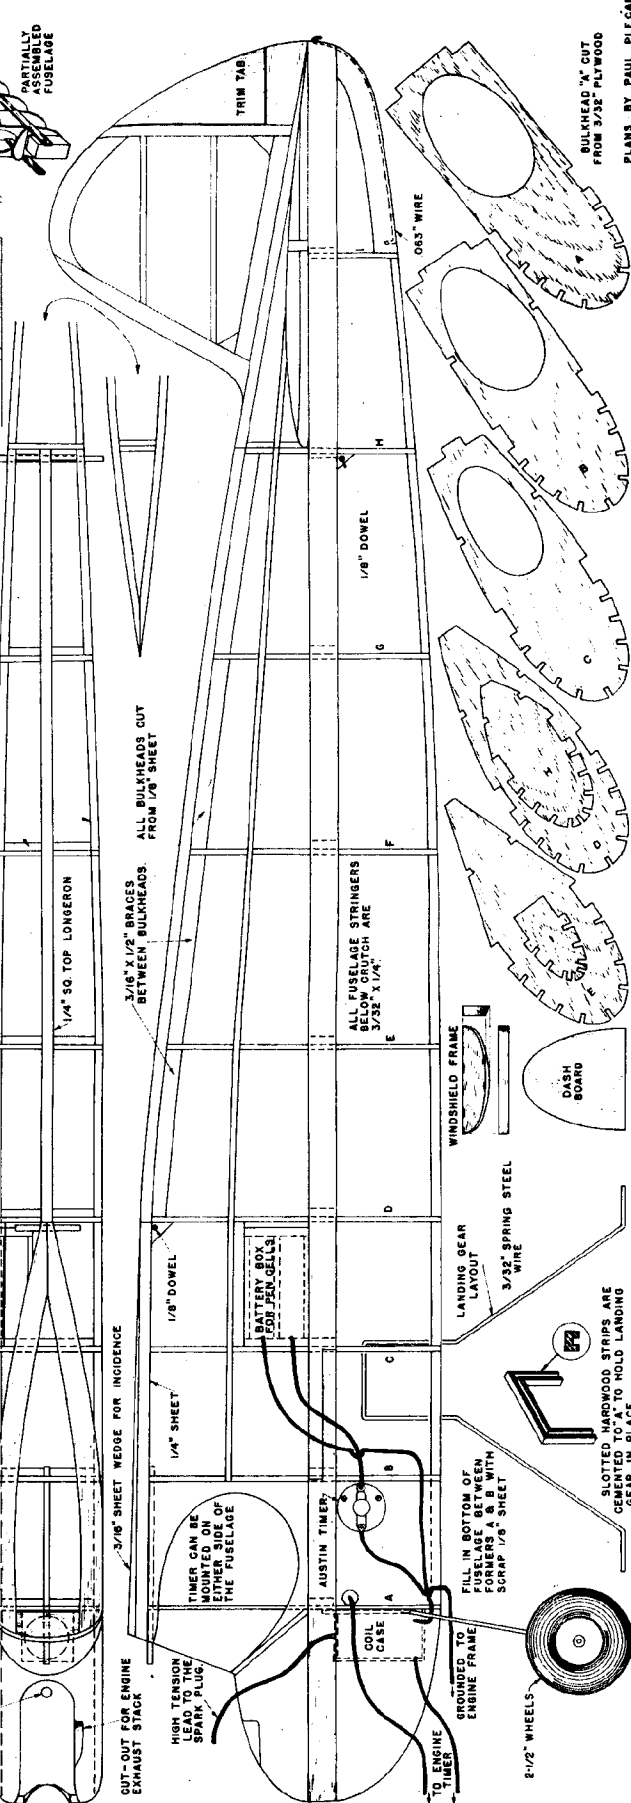 PARTIALLY
ASSEMBLED
FUSELAGE
TRIM TAB
.063" WIRE
BULKHEAD "A" CUT
FROM 3/32" PLYWOOD
PLANS BY PAUL
1/4" SQ. TOP LONGERON
ALL BULKHEADS CUT
FROM 1/8" SHEET
3/16" X 1/2" BRACES
BETWEEN BULKHEADS
1/8" DOWEL
ALL FUSELAGE STRINGERS
BELOW CRUTCH ARE
3/32" X 1/4"
H
G
F
E
D
C
B
A
A
B
C
H
D
E
WINDSHIELD FRAME
DASH
BOARD
3/16" SHEET WEDGE FOR INCIDENCE
1/4" SHEET
1/8" DOWEL
BATTERY BOX
FOR PEN CELLS
LANDING GEAR
LAYOUT
3/32" SPRING STEEL
WIRE
CUT-OUT FOR ENGINE
EXHAUST STACK
TIMER CAN BE
MOUNTED ON
EITHER SIDE OF
THE FUSELAGE
HIGH TENSION
LEAD TO THE
SPARK PLUG.
AUSTIN TIMER
COIL
CASE
FILL IN BOTTOM OF
FUSELAGE BETWEEN
FORMERS A & B WITH
SCRAP 1/8" SHEET
GROUNDED TO
ENGINE FRAME
TO ENGINE
TIMER
2-1/2" WHEELS
SLOTTED HARDWOOD STRIPS ARE
CEMENTED TO "A" TO HOLD LANDING
GEAR IN PLACE